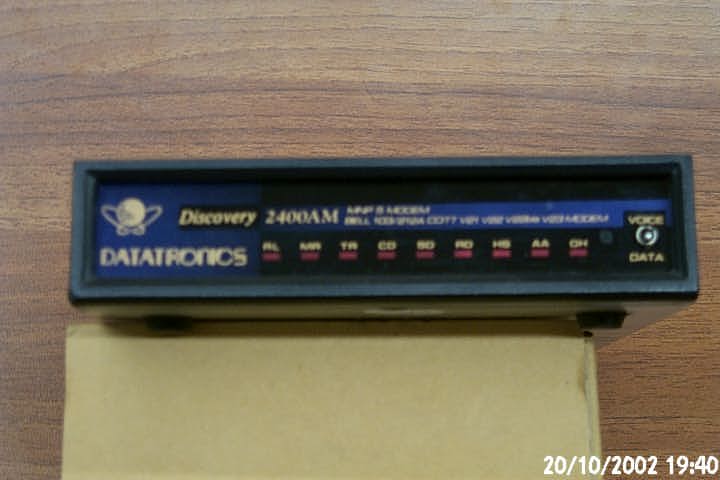 Discovery 2400AM
MNP 5 MODEM
BELL 103/212A CCITT V21 V22 V22bis V23 MODEM
DATATRONICS
RL MR TR CD SD RD HS AA OH
VOICE
DATA
20/10/2002 19:40